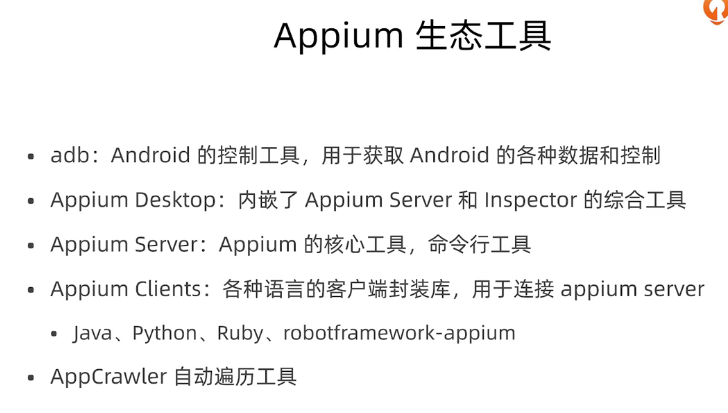 Appium 生态工具
• adb：Android 的控制工具，用于获取 Android 的各种数据和控制
• Appium Desktop：内嵌了 Appium Server 和 Inspector 的综合工具
• Appium Server：Appium 的核心工具，命令行工具
• Appium Clients：各种语言的客户端封装库，用于连接 appium server
• Java、Python、Ruby、robotframework-appium
• AppCrawler 自动遍历工具